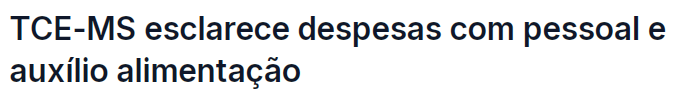 TCE-MS esclarece despesas com pessoal e
auxílio alimentação